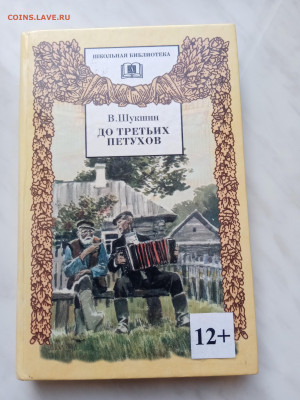 coins.lave.ru
ШКОЛЬНАЯ БИБЛИОТЕКА
В.Шукшин
ДО ТРЕТЬИХ
ПЕТУХОВ
12+